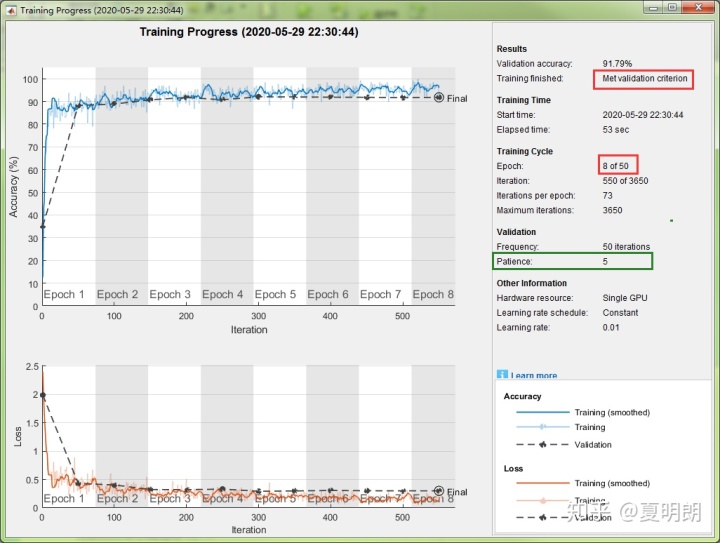 Training Progress (2020-05-29 22:30:44)
Training Progress (2020-05-29 22:30:44)
Accuracy (%)
100
90
80
70
60
50
40
30
20
10
0
Final
Epoch 1 Epoch 2 Epoch 3 Epoch 4 Epoch 5 Epoch 6 Epoch 7 Epoch 8
0 100 200 300 400 500
Iteration
Loss
2.5
2
1.5
1
0.5
0
Final
Epoch 1 Epoch 2 Epoch 3 Epoch 4 Epoch 5 Epoch 6 Epoch 7 Epoch 8
0 100 200 300 400 500
Iteration
Results
Validation accuracy: 91.79%
Training finished: Met validation criterion
Training Time
Start time: 2020-05-29 22:30:44
Elapsed time: 53 sec
Training Cycle
Epoch: 8 of 50
Iteration: 550 of 3650
Iterations per epoch: 73
Maximum iterations: 3650
Validation
Frequency: 50 iterations
Patience: 5
Other Information
Hardware resource: Single GPU
Learning rate schedule: Constant
Learning rate: 0.01
i Learn more
Accuracy
Training (smoothed)
Training
Validation
Loss
Training (smoothed)
Training
Validation
知乎 @夏明朗